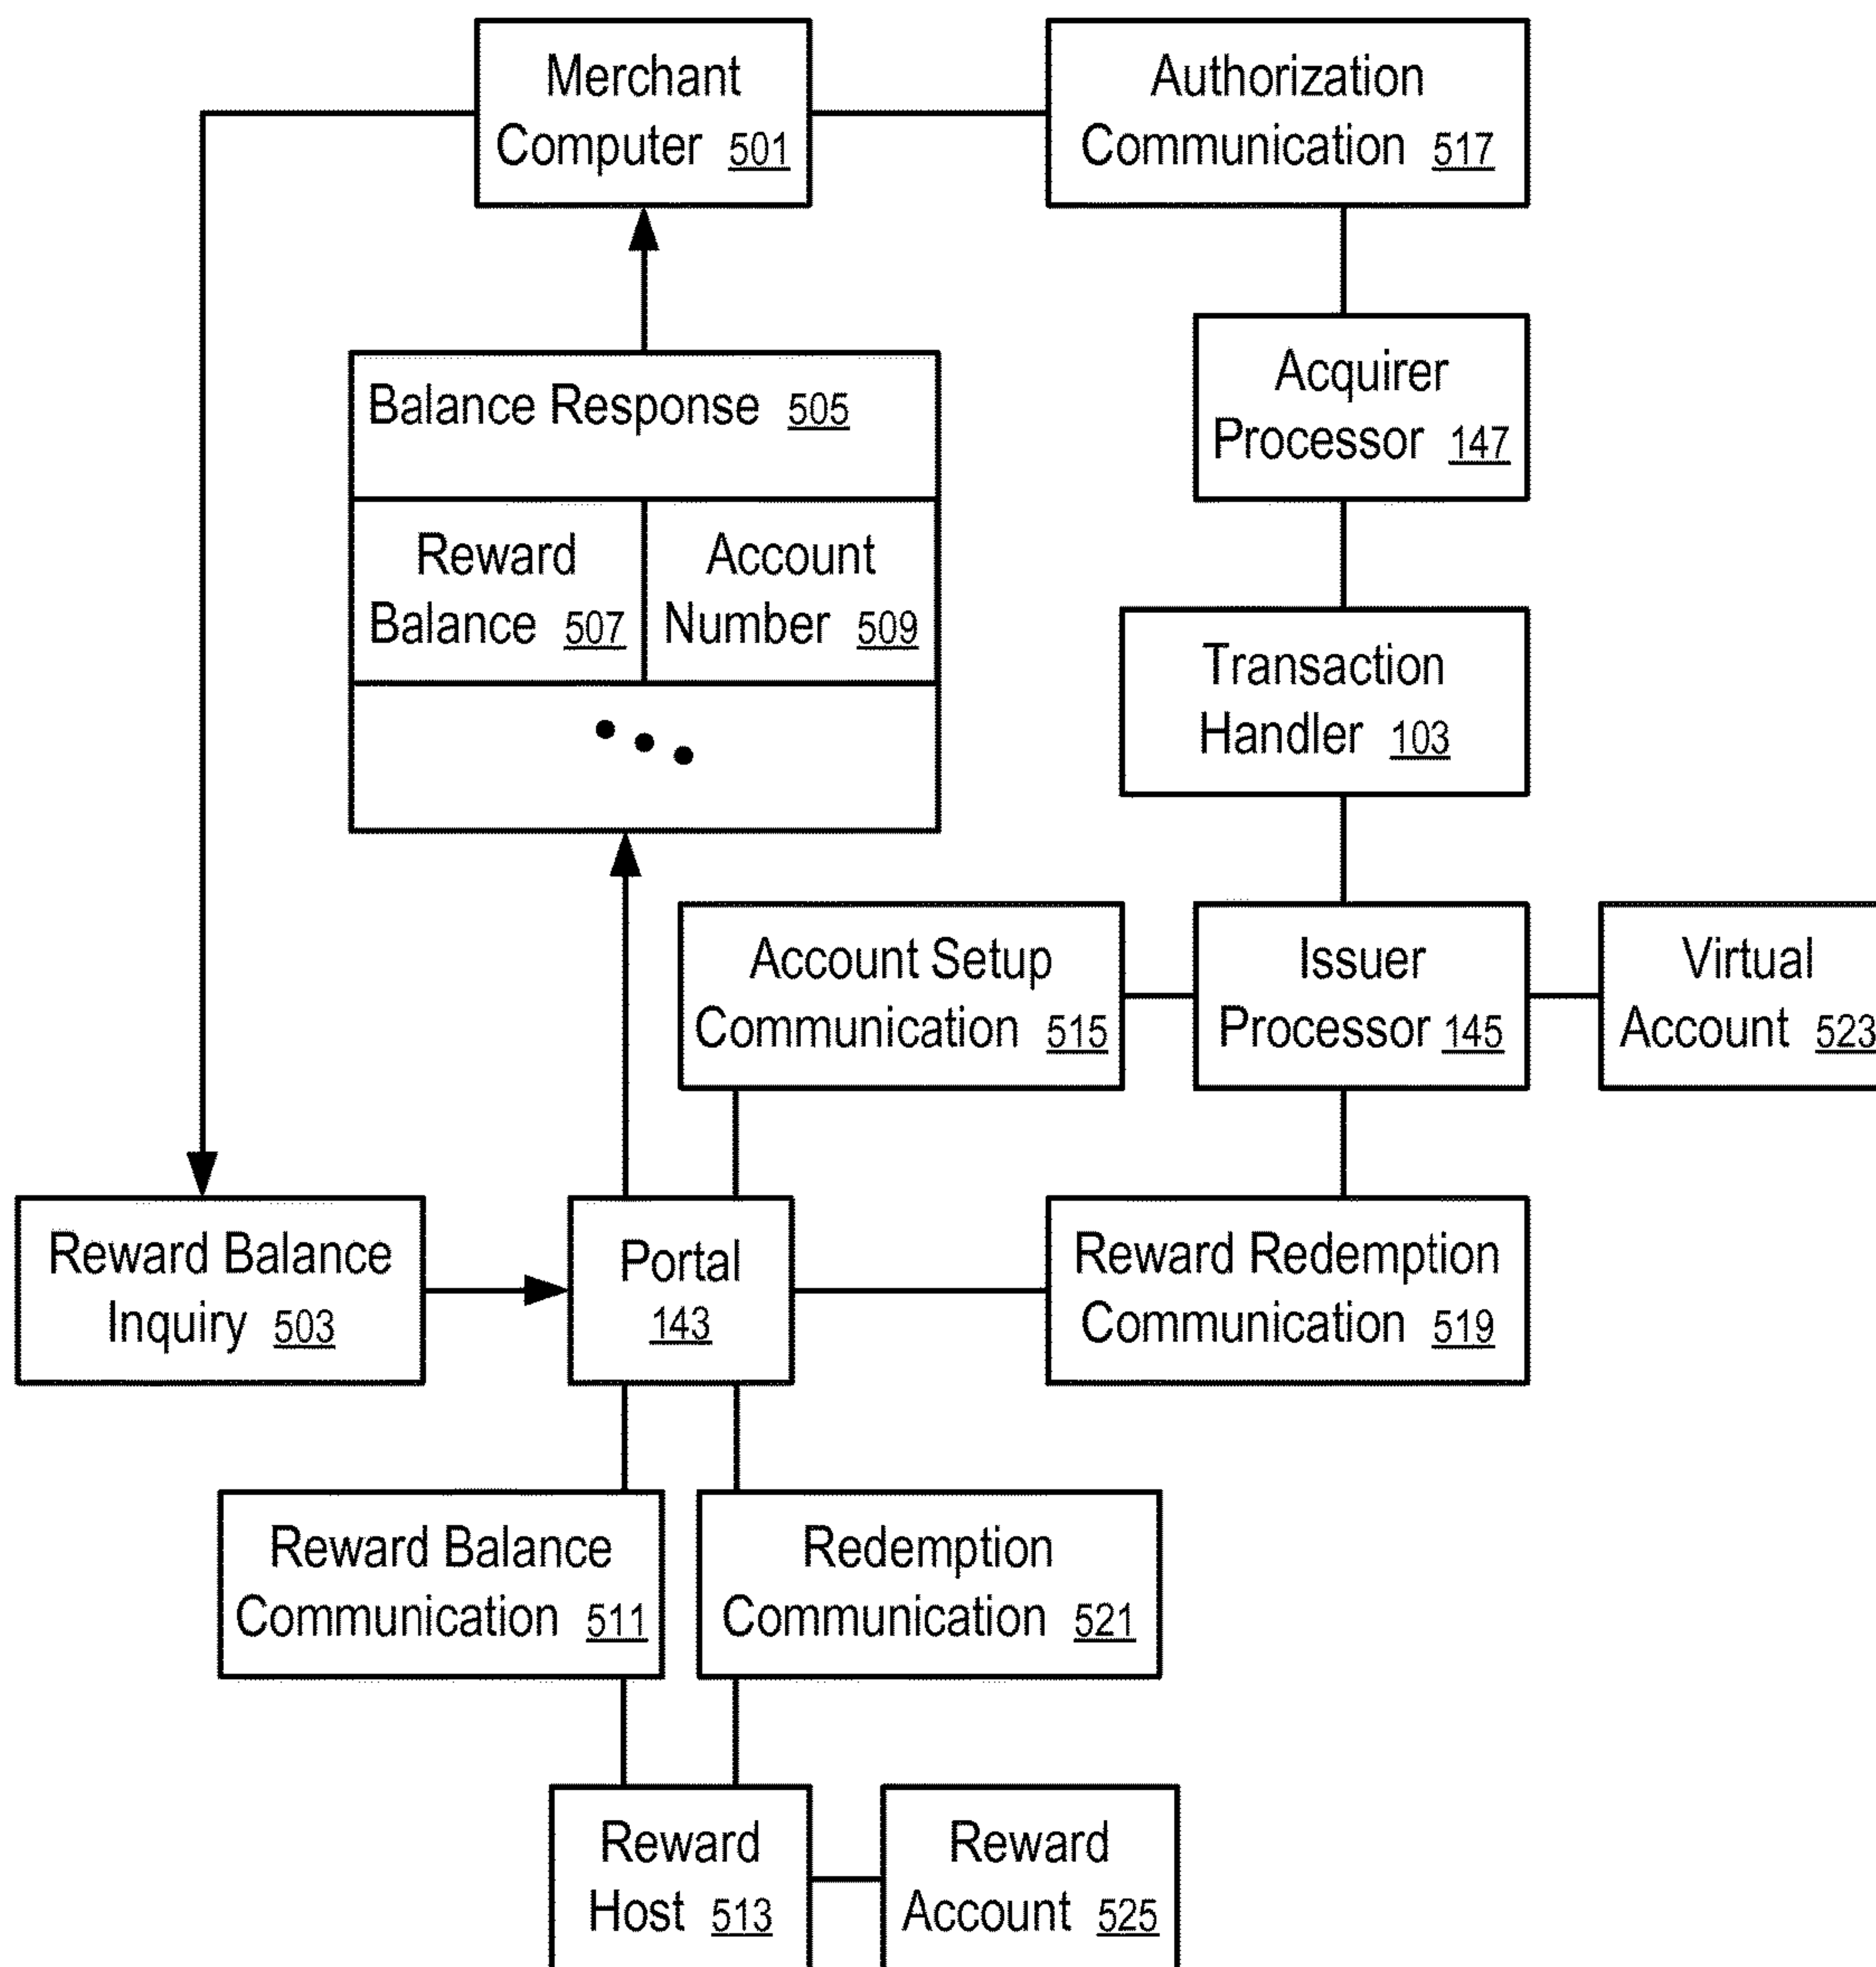 Merchant
Computer 501
Authorization
Communication 517
Balance Response 505
Reward
Balance 507
Account
Number 509
Acquirer
Processor 147
Transaction
Handler 103
Account Setup
Communication 515
Issuer
Processor 145
Virtual
Account 523
Reward Balance
Inquiry 503
Portal
143
Reward Redemption
Communication 519
Reward Balance
Communication 511
Redemption
Communication 521
Reward
Host 513
Reward
Account 525